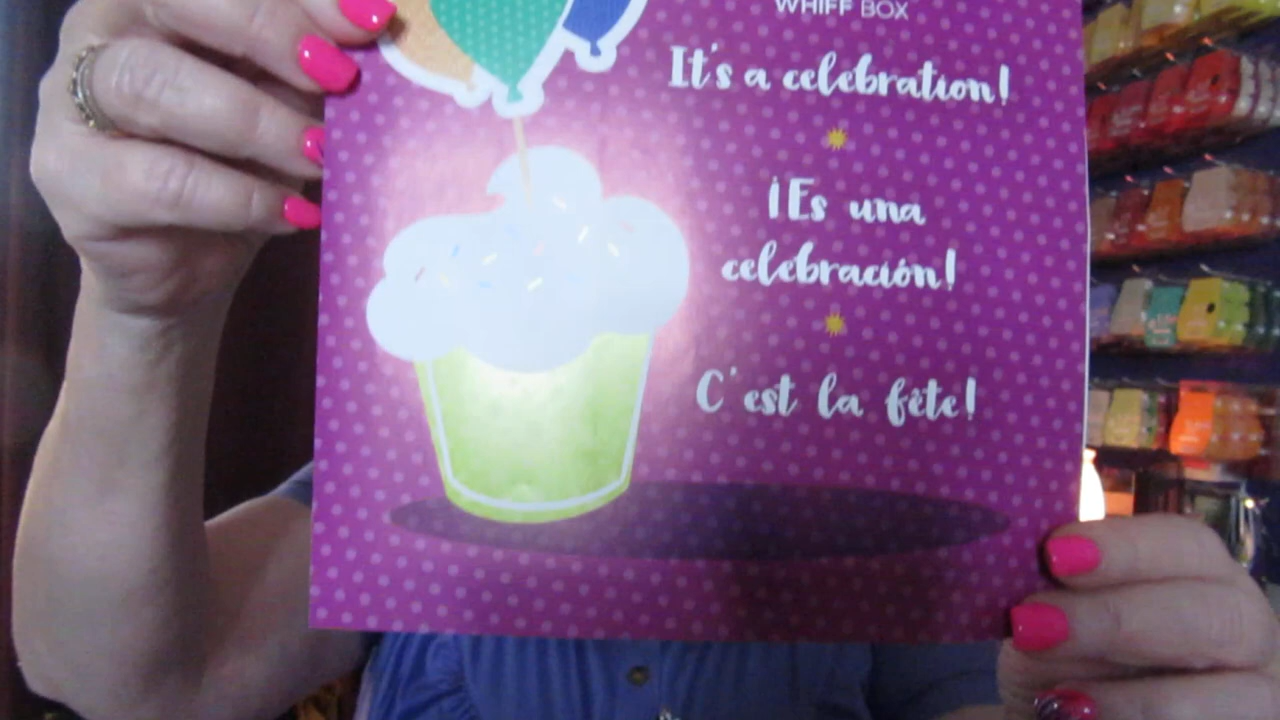 WHIFF BOX
It's a celebration!
¡Es una
celebración!
C'est la fête!